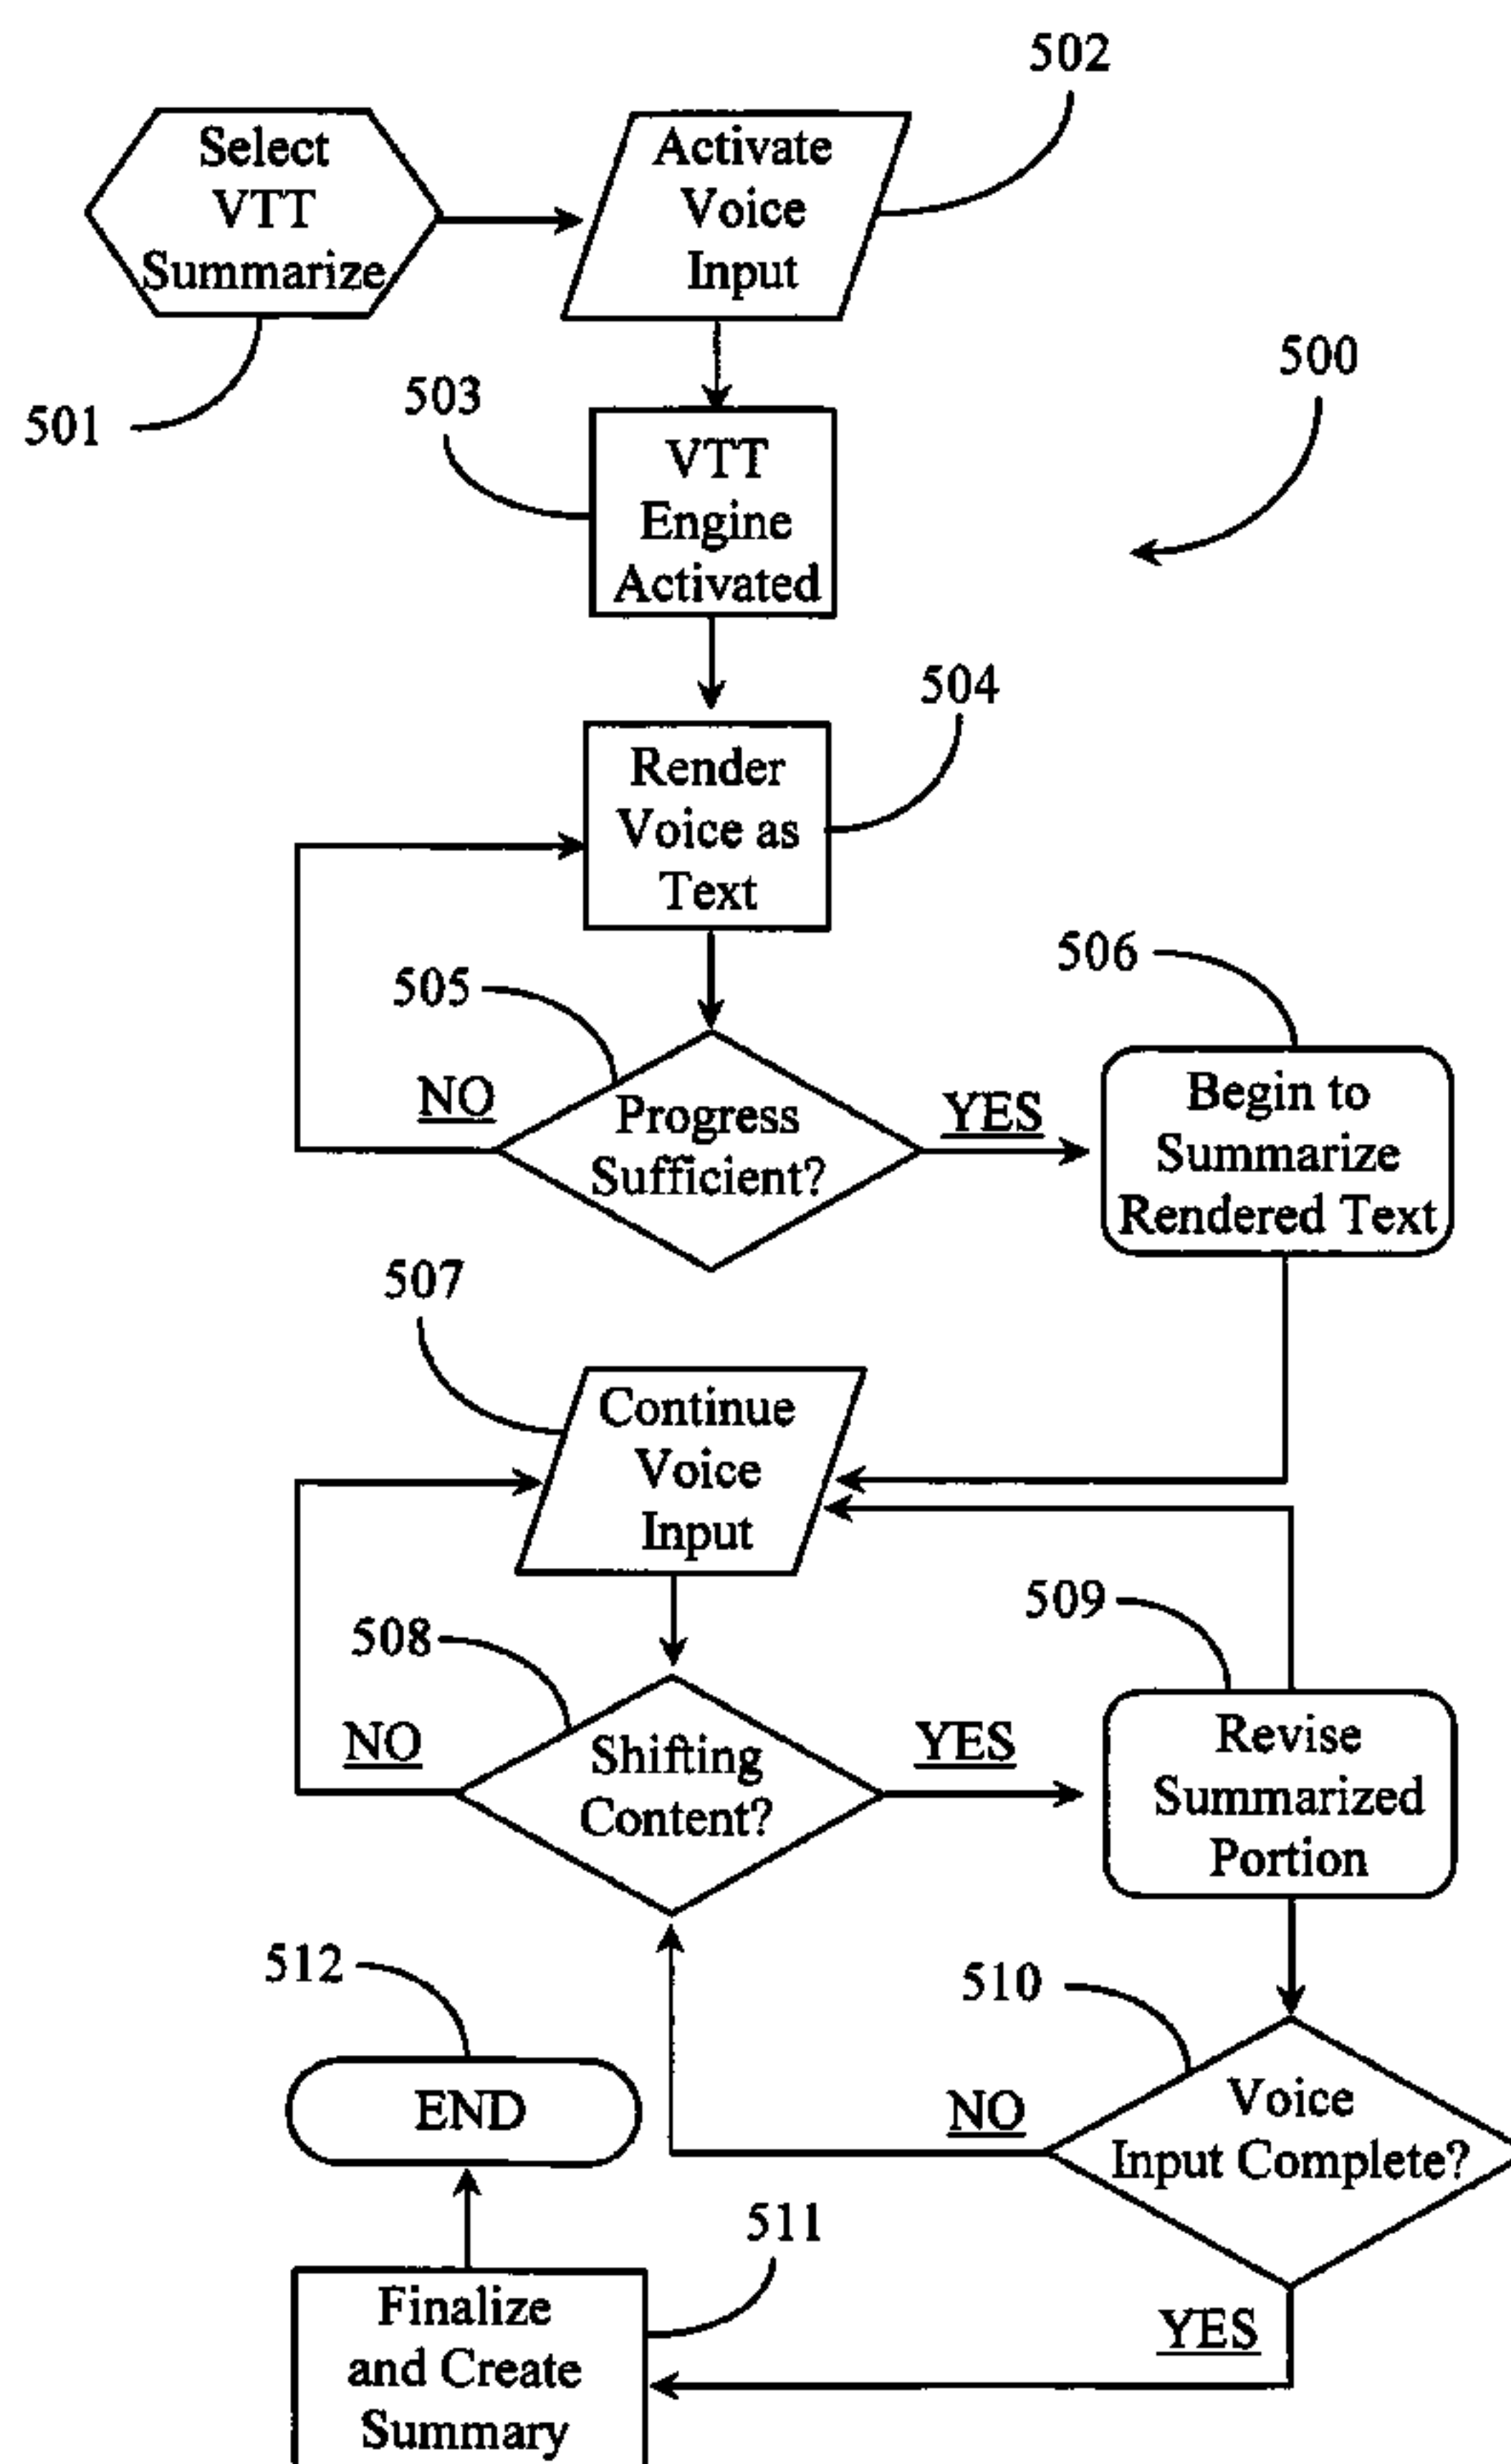 502
Select
VTT
Summarize
Activate
Voice
Input
501
500
503
VTT
Engine
Activated
504
Render
Voice as
Text
505
506
NO
Progress
Sufficient?
YES
Begin to
Summarize
Rendered Text
507
Continue
Voice
Input
508
509
NO
Shifting
Content?
YES
Revise
Summarized
Portion
512
510
END
NO
Voice
Input Complete?
511
Finalize
and Create
Summary
YES